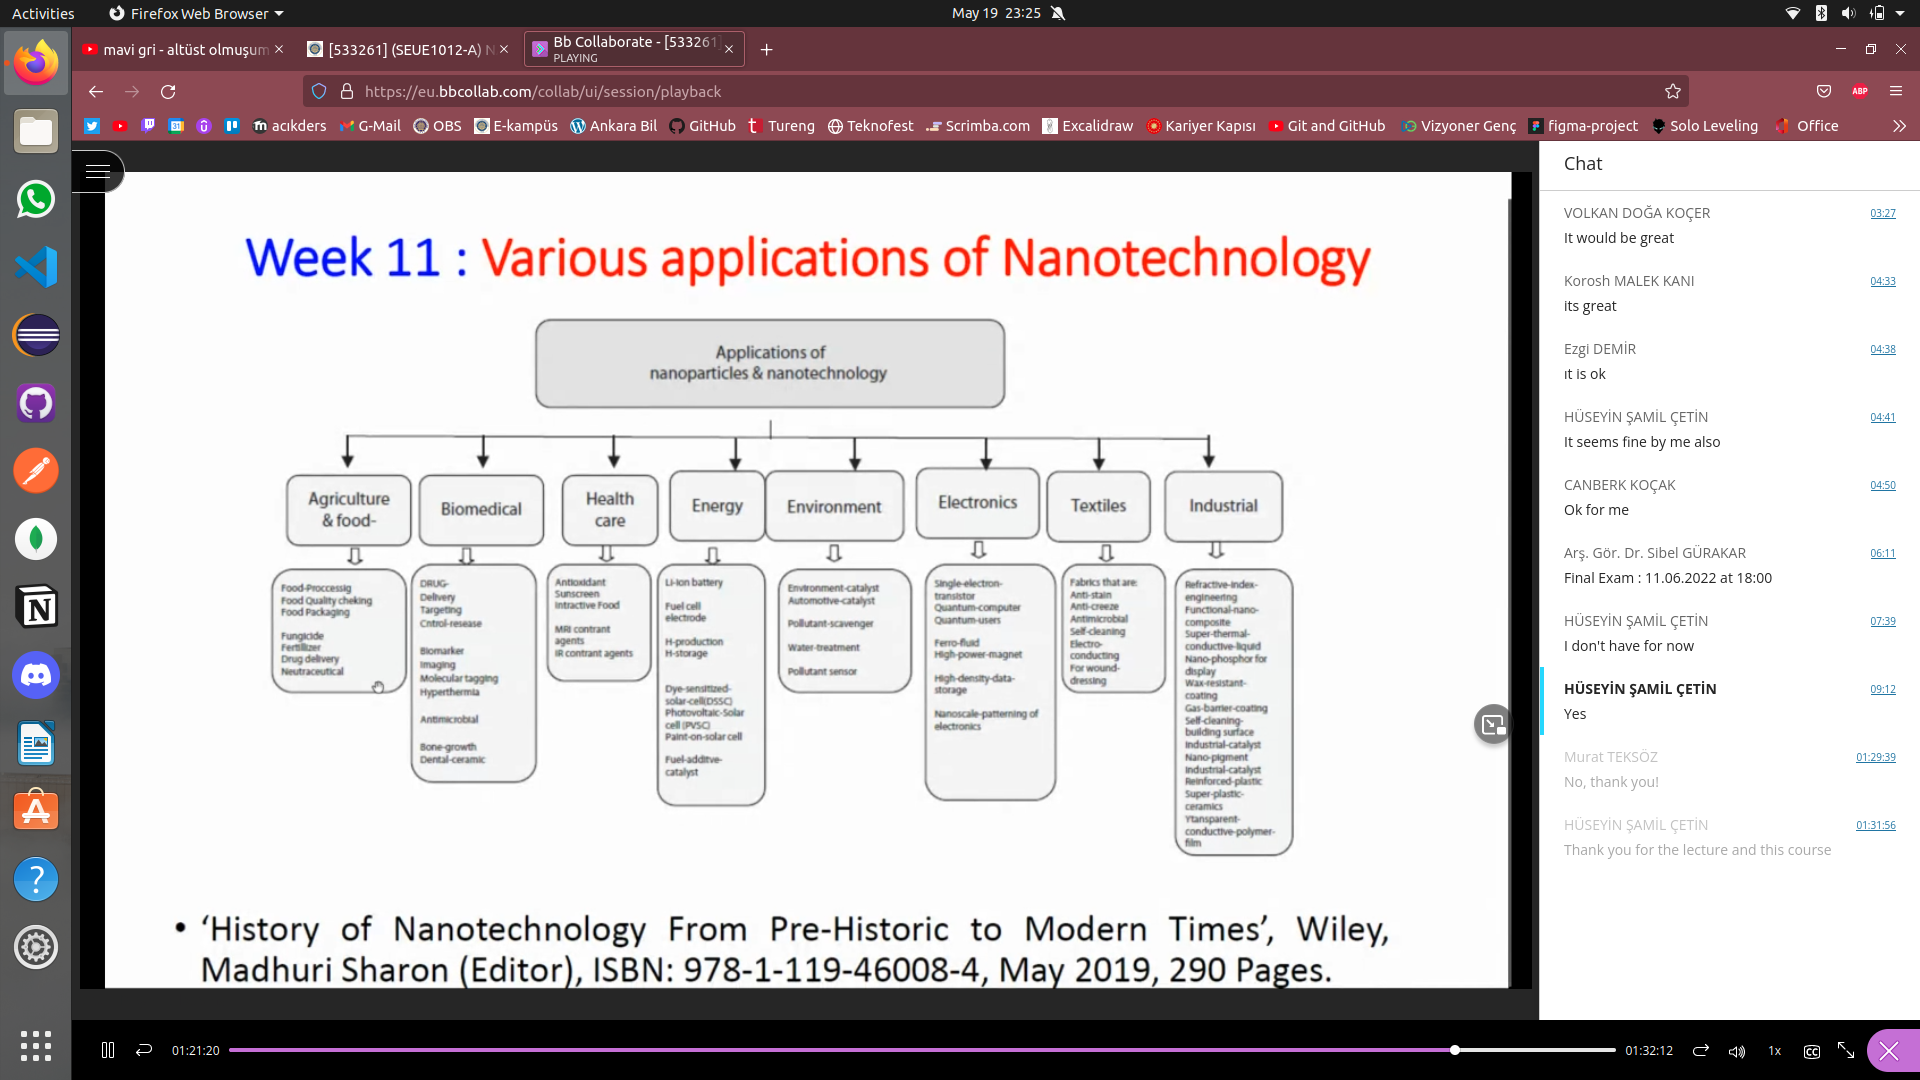 Activities
Firefox Web Browser
May 19 23:25
mavi gri - altüst olmuşum
[533261] (SEUE1012-A) N
Bb Collaborate - [533261]
PLAYING
https://eu.bbcollab.com/collab/ui/session/playback
ABP
acıkders
G-Mail
OBS
E-kampüs
Ankara Bil
GitHub
Tureng
Teknofest
Scrimba.com
Excalidraw
Kariyer Kapısı
Git and GitHub
Vizyoner Genç
figma-project
Solo Leveling
Office
Week 11 : Various applications of Nanotechnology
Applications of
nanoparticles & nanotechnology
Agriculture
& food-
Food-Proccessig
Food Quality cheking
Food Packaging
Fungicide
Fertillizer
Drug delivery
Neutraceutical
Biomedical
DRUG-
Delivery
Targeting
Cntrol-resease
Biomarker
Imaging
Molecular tagging
Hyperthermia
Antimicrobial
Bone-growth
Dental-ceramic
Health
care
Antioxidant
Sunscreen
Intractive Food
MRI contrant
agents
IR contrant agents
Energy
Li-ion battery
Fuel cell
electrode
H-production
H-storage
Dye-sensitized-
solar-cell(DSSC)
Photovoltaic-Solar
cell (PVSC)
Paint-on-solar cell
Fuel-additve-
catalyst
Environment
Environment-catalyst
Automotive-catalyst
Pollutant-scavenger
Water-treatment
Pollutant sensor
Electronics
Single-electron-
transistor
Quantum-computer
Quantum-users
Ferro-fluid
High-power-magnet
High-density-data-
storage
Nanoscale-patterning of
electronics
Textiles
Fabrics that are:
Anti-stain
Anti-creeze
Antimicrobial
Self-cleaning
Electro-
conducting
For wound-
dressing
Industrial
Refractive-index-
engineering
Functional-nano-
composite
Super-thermal-
conductive-liquid
Nano-phosphor for
display
Wax-resistant-
coating
Gas-barrier-coating
Self-cleaning-
building surface
Industrial-catalyst
Nano-pigment
Industrial-catalyst
Reinforced-plastic
Super-plastic-
ceramics
Ytansparent-
conductive-polymer-
film
• ‘History of Nanotechnology From Pre-Historic to Modern Times’, Wiley,
Madhuri Sharon (Editor), ISBN: 978-1-119-46008-4, May 2019, 290 Pages.
Chat
VOLKAN DOĞA KOÇER 03:27
It would be great
Korosh MALEK KANI 04:33
its great
Ezgi DEMİR 04:38
ıt is ok
HÜSEYİN ŞAMİL ÇETİN 04:41
It seems fine by me also
CANBERK KOÇAK 04:50
Ok for me
Arş. Gör. Dr. Sibel GÜRAKAR 06:11
Final Exam : 11.06.2022 at 18:00
HÜSEYİN ŞAMİL ÇETİN 07:39
I don't have for now
HÜSEYİN ŞAMİL ÇETİN 09:12
Yes
Murat TEKSÖZ 01:29:39
No, thank you!
HÜSEYİN ŞAMİL ÇETİN 01:31:56
Thank you for the lecture and this course
01:21:20
01:32:12
1x
CC